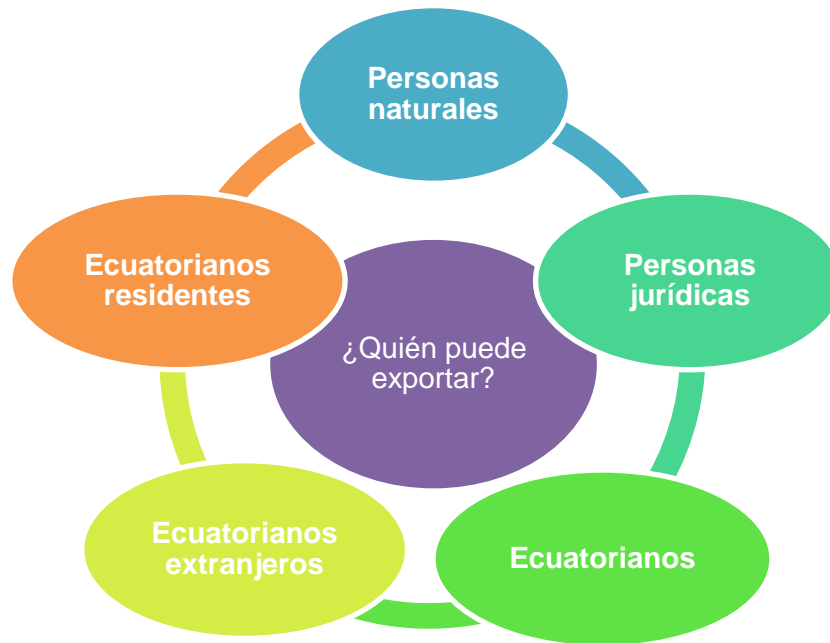 Personas
naturales
Ecuatorianos
residentes
Personas
jurídicas
¿Quién puede
exportar?
Ecuatorianos
extranjeros
Ecuatorianos